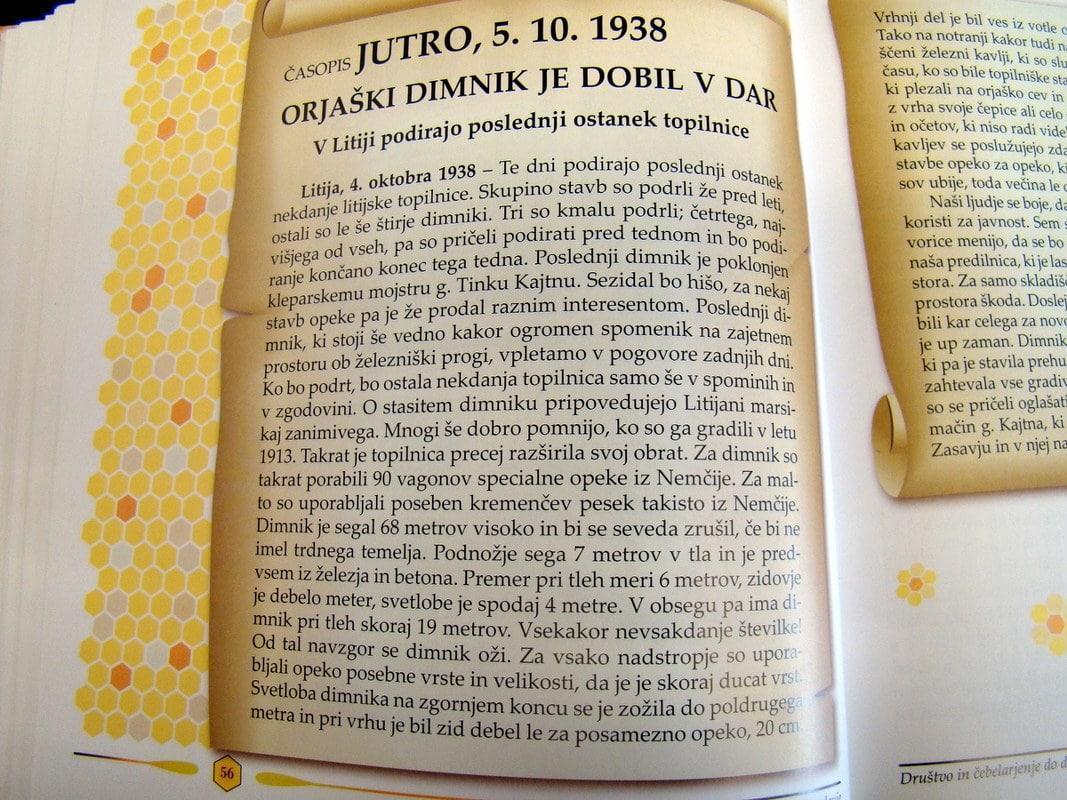 ČASOPIS JUTRO, 5. 10. 1938
ORJAŠKI DIMNIK JE DOBIL V DAR
V Litiji podirajo poslednji ostanek topilnice
Litija, 4. oktobra 1938 – Te dni podirajo poslednji ostanek
nekdanje litijske topilnice. Skupino stavb so podrli že pred leti,
ostali so le še štirje dimniki. Tri so kmalu podrli; četrtega, naj-
višjega od vseh, pa so pričeli podirati pred tednom in bo podi-
ranje končano konec tega tedna. Poslednji dimnik je poklonjen
kleparskemu mojstru g. Tinku Kajtnu. Sezidal bo hišo, za nekaj
stavb opeke pa je že prodal raznim interesentom. Poslednji di-
mnik, ki stoji še vedno kakor ogromen spomenik na zajetnem
prostoru ob železniški progi, vpletamo v pogovore zadnjih dni.
Ko bo podrt, bo ostala nekdanja topilnica samo še v spominih in
v zgodovini. O stasitem dimniku pripovedujejo Litijani marsi-
kaj zanimivega. Mnogi še dobro pomnijo, ko so ga gradili v letu
1913. Takrat je topilnica precej razširila svoj obrat. Za dimnik so
takrat porabili 90 vagonov specialne opeke iz Nemčije. Za mal-
to so uporabljali poseben kremenčev pesek takisto iz Nemčije.
Dimnik je segal 68 metrov visoko in bi se seveda zrušil, če bi ne
imel trdnega temelja. Podnožje sega 7 metrov v tla in je pred-
vsem iz železja in betona. Premer pri tleh meri 6 metrov, zidovje
je debelo meter, svetlobe je spodaj 4 metre. V obsegu pa ima di-
mnik pri tleh skoraj 19 metrov. Vsekakor nevsakdanje številke!
Od tal navzgor se dimnik oži. Za vsako nadstropje so upora-
bljali opeko posebne vrste in velikosti, da je je skoraj ducat vrst.
Svetloba dimnika na zgornjem koncu se je zožila do poldrugega
metra in pri vrhu je bil zid debel le za posamezno opeko, 20 cm.
56
Vrhnji del je bil ves iz votle
Tako na notranji kakor tudi
ščeni železni kavlji, ki so
času, ko so bile topilniške
ki plezali na orjaško cev in
z vrha svoje čepice ali celo
in očetov, ki niso radi
kavljev se poslužujejo
stavbe opeko za opeko,
sov ubije, toda večina le
Naši ljudje se boje,
koristi za javnost. Sem
vorice menijo, da se bo
naša predilnica, ki je
stora. Za samo
prostora škoda.
bili kar celega za
je up zaman.
ki pa je stavila
zahtevala vse
so se pričeli
mačin g. Kajtna, ki
Zasavju in v njej
Društvo in čebelarjenje do